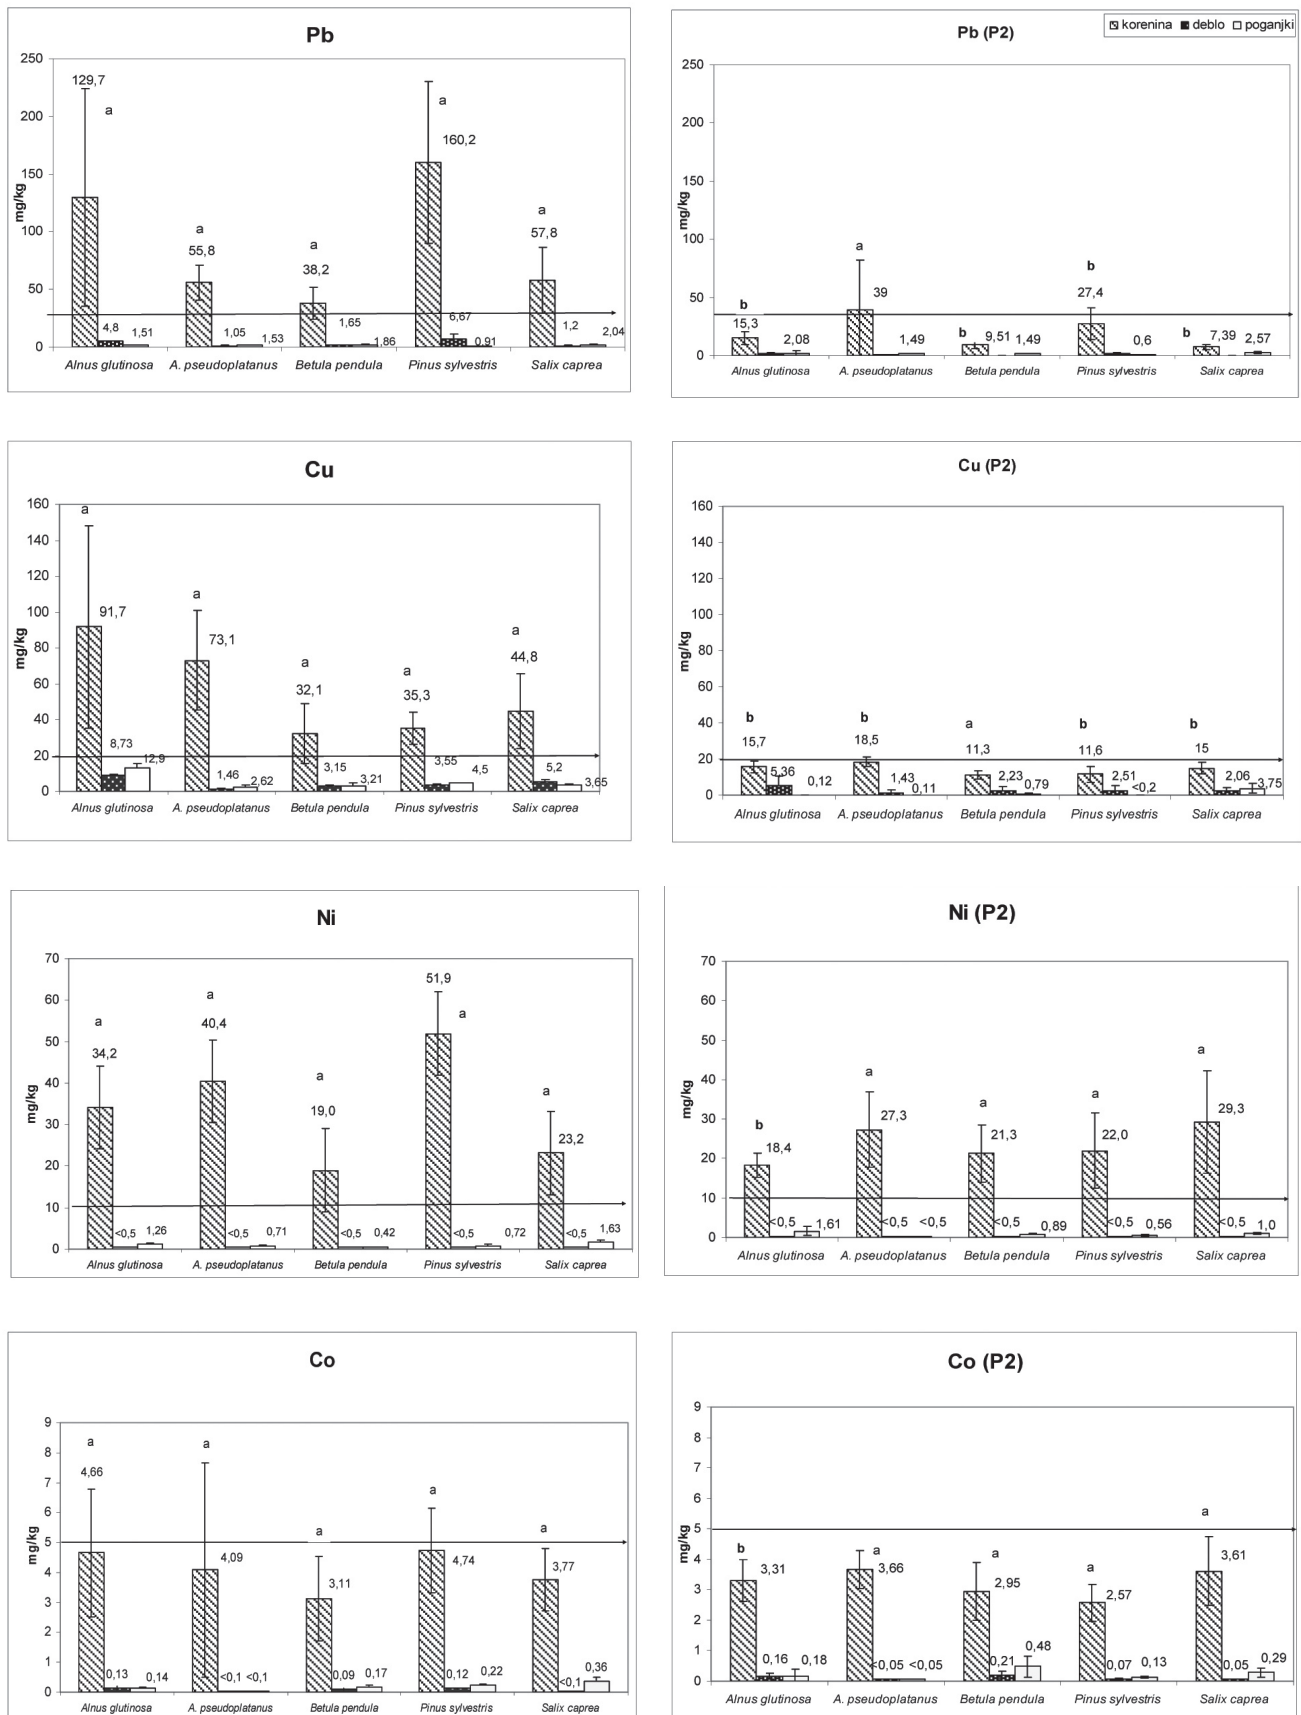 Pb
250
200
150
100
50
0
mg/kg
129,7
a
4,8
1,51
a
55,8
1,05
1,53
a
38,2
1,65
1,86
a
160,2
6,67
0,91
a
57,8
1,2
2,04
Alnus glutinosa A. pseudoplatanus Betula pendula Pinus sylvestris Salix caprea
Pb (P2)
korenina deblo poganjki
250
200
150
100
50
0
mg/kg
b
15,3
2,08
a
39
1,49
b
9,51
1,49
b
27,4
0,6
b
7,39
2,57
Alnus glutinosa A. pseudoplatanus Betula pendula Pinus sylvestris Salix caprea
Cu
160
140
120
100
80
60
40
20
0
mg/kg
a
91,7
8,73
12,9
a
73,1
1,46
2,62
a
32,1
3,15
3,21
a
35,3
3,55
4,5
a
44,8
5,2
3,65
Alnus glutinosa A. pseudoplatanus Betula pendula Pinus sylvestris Salix caprea
Cu (P2)
160
140
120
100
80
60
40
20
0
mg/kg
b
15,7
5,36
0,12
b
18,5
1,43
0,11
a
11,3
2,23
0,79
b
11,6
2,51
<0,2
b
15
2,06
3,75
Alnus glutinosa A. pseudoplatanus Betula pendula Pinus sylvestris Salix caprea
Ni
70
60
50
40
30
20
10
0
mg/kg
a
34,2
<0,5
1,26
a
40,4
<0,5
0,71
a
19,0
<0,5
0,42
51,9
a
<0,5
0,72
a
23,2
<0,5
1,63
Alnus glutinosa A. pseudoplatanus Betula pendula Pinus sylvestris Salix caprea
Ni (P2)
70
60
50
40
30
20
10
0
mg/kg
b
18,4
<0,5
1,61
a
27,3
<0,5
<0,5
a
21,3
<0,5
0,89
a
22,0
<0,5
0,56
a
29,3
<0,5
1,0
Alnus glutinosa A. pseudoplatanus Betula pendula Pinus sylvestris Salix caprea
Co
9
8
7
6
5
4
3
2
1
0
mg/kg
a
4,66
0,13
0,14
a
4,09
<0,1
<0,1
a
3,11
0,09
0,17
a
4,74
0,12
0,22
a
3,77
<0,1
0,36
Alnus glutinosa A. pseudoplatanus Betula pendula Pinus sylvestris Salix caprea
Co (P2)
9
8
7
6
5
4
3
2
1
0
mg/kg
b
3,31
0,16
0,18
a
3,66
<0,05
<0,05
a
2,95
0,21
0,48
a
2,57
0,07
0,13
a
3,61
0,05
0,29
Alnus glutinosa A. pseudoplatanus Betula pendula Pinus sylvestris Salix caprea